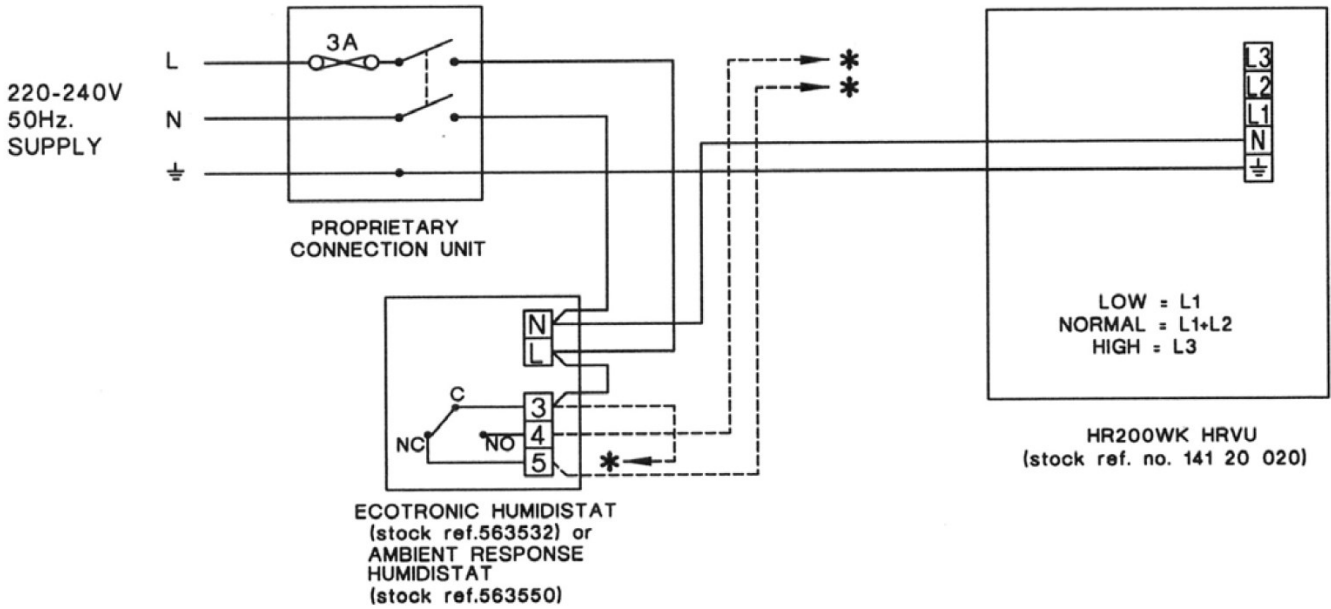 3A
L
220-240V
50Hz.
SUPPLY
N
⏚
PROPRIETARY
CONNECTION UNIT
*
*
L3
L2
L1
N
⏚
LOW = L1
NORMAL = L1+L2
HIGH = L3
HR200WK HRVU
(stock ref. no. 141 20 020)
N
L
C
3
NC
NO
4
5
*
ECOTRONIC HUMIDISTAT
(stock ref.563532) or
AMBIENT RESPONSE
HUMIDISTAT
(stock ref.563550)